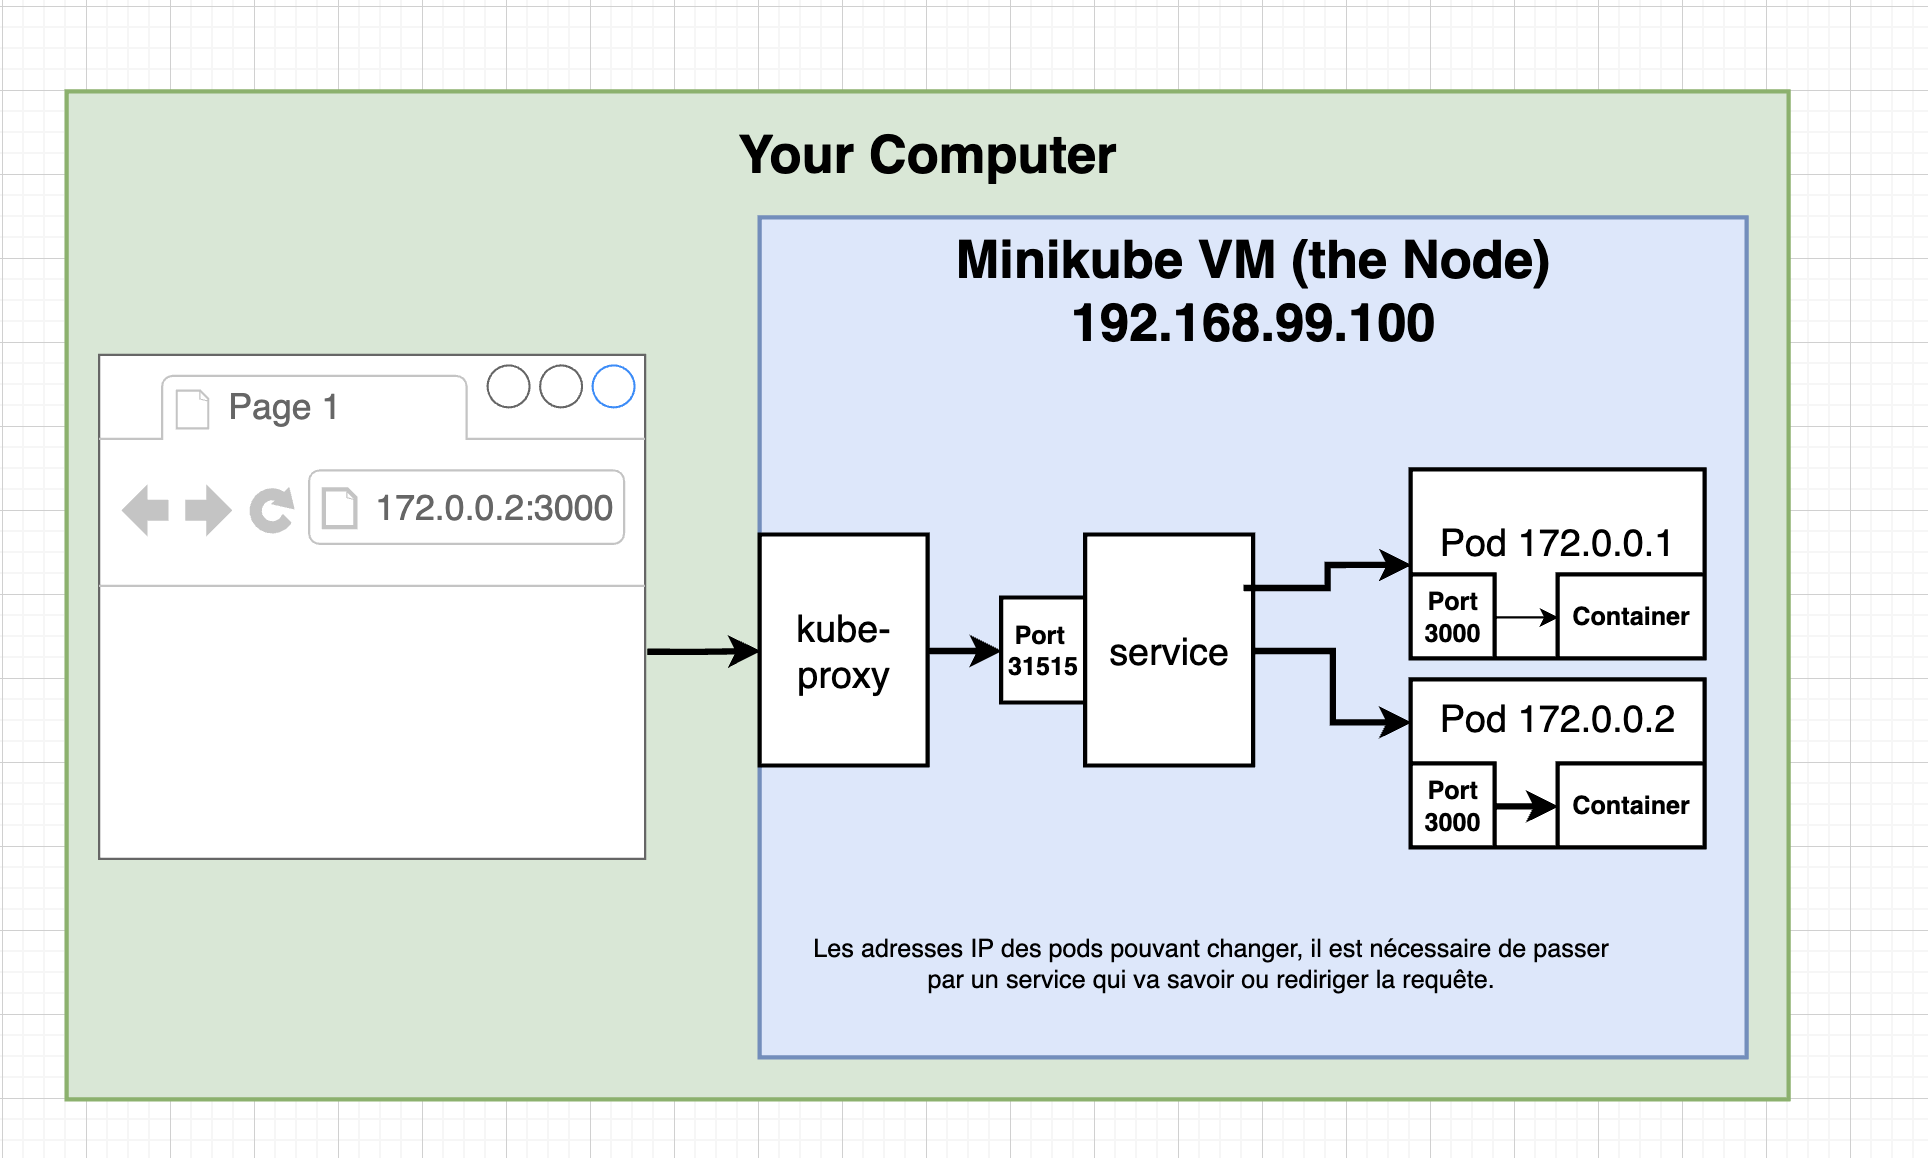 Your Computer
Minikube VM (the Node)
192.168.99.100
Page 1
172.0.0.2:3000
kube-
proxy
Port
31515
service
Pod 172.0.0.1
Port
3000
Container
Pod 172.0.0.2
Port
3000
Container
Les adresses IP des pods pouvant changer, il est nécessaire de passer
par un service qui va savoir ou rediriger la requête.